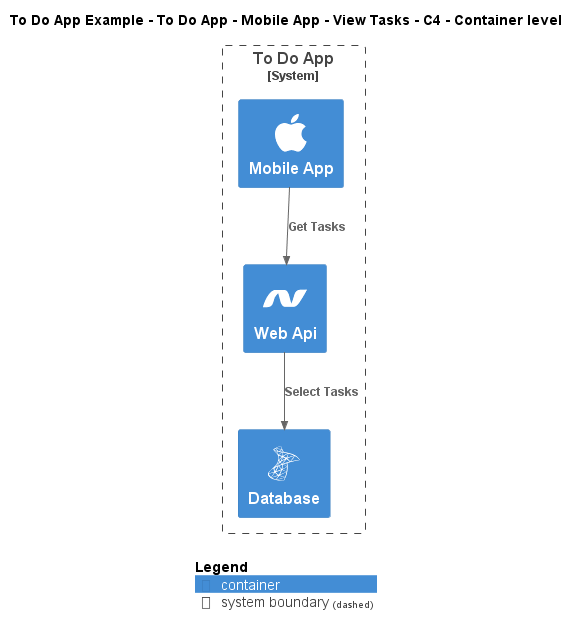 To Do App Example - To Do App - Mobile App - View Tasks - C4 - Container level
To Do App
[System]
Mobile App
Get Tasks
Web Api
Select Tasks
Database
Legend
container
system boundary (dashed)